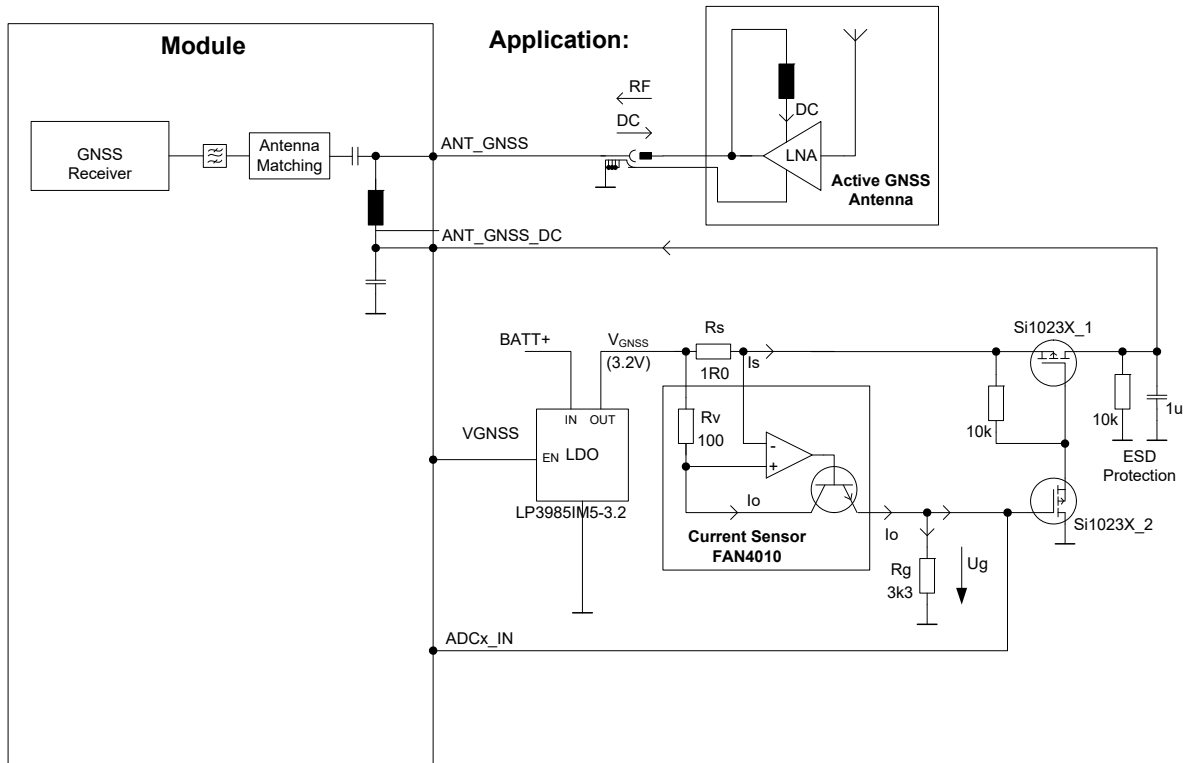 Module
Application:
RF
DC
DC
LNA
Active GNSS
Antenna
GNSS
Receiver
Antenna
Matching
ANT_GNSS
ANT_GNSS_DC
BATT+
VGNSS
(3.2V)
Rs
1R0
Is
Si1023X_1
10k
10k
1u
ESD
Protection
VGNSS
IN OUT
EN LDO
LP3985IM5-3.2
Rv
100
-
+
Io
Current Sensor
FAN4010
Io
Rg
3k3
Ug
Si1023X_2
ADCx_IN